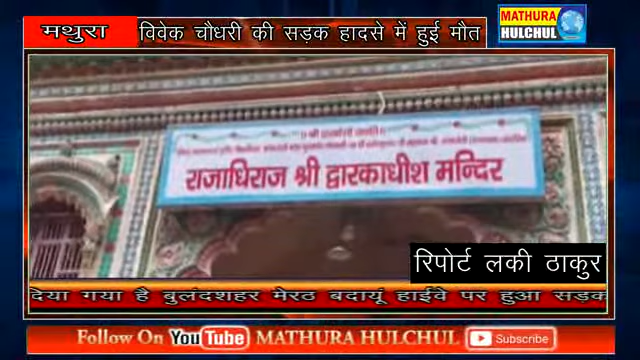 मथुरा
विवेक चौधरी की सड़क हादसे में हुई मौत
MATHURA
HULCHUL
राजाधिराज श्री द्वारकाधीश मन्दिर
रिपोर्ट लकी ठाकुर
दिया गया है बुलंदशहर मेरठ बदायूं हाईवे पर हुआ सड़क
Follow On YouTube MATHURA HULCHUL Subscribe